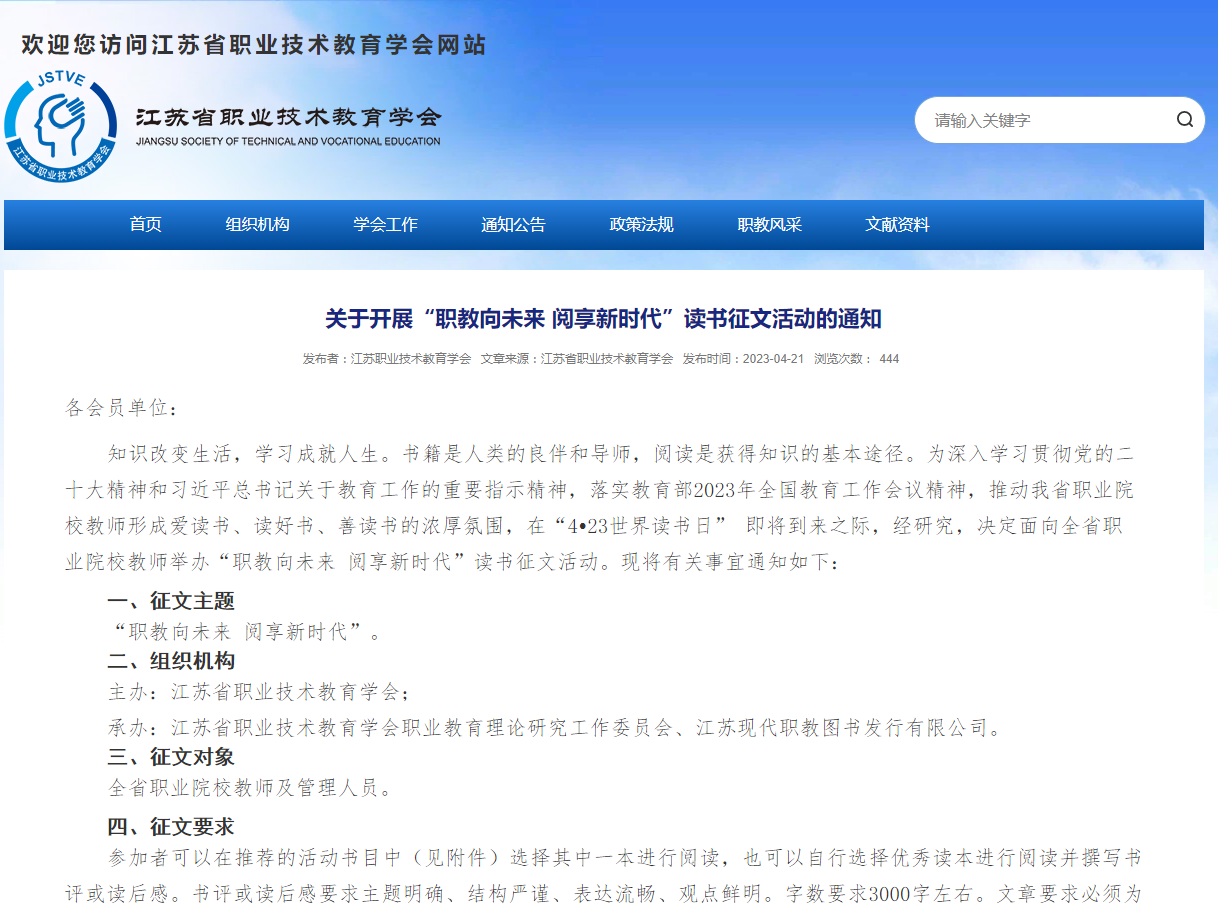 欢迎您访问江苏省职业技术教育学会网站
JSTVE
江苏省职业技术教育学会
江苏省职业技术教育学会
JIANGSU SOCIETY OF TECHNICAL AND VOCATIONAL EDUCATION
请输入关键字
首页 组织机构 学会工作 通知公告 政策法规 职教风采 文献资料
关于开展“职教向未来 阅享新时代”读书征文活动的通知
发布者：江苏职业技术教育学会 文章来源：江苏省职业技术教育学会 发布时间：2023-04-21 浏览次数： 444
各会员单位：
知识改变生活，学习成就人生。书籍是人类的良伴和导师，阅读是获得知识的基本途径。为深入学习贯彻党的二
十大精神和习近平总书记关于教育工作的重要指示精神，落实教育部2023年全国教育工作会议精神，推动我省职业院
校教师形成爱读书、读好书、善读书的浓厚氛围，在“4•23世界读书日” 即将到来之际，经研究，决定面向全省职
业院校教师举办“职教向未来 阅享新时代”读书征文活动。现将有关事宜通知如下：
一、征文主题
“职教向未来 阅享新时代”。
二、组织机构
主办：江苏省职业技术教育学会；
承办：江苏省职业技术教育学会职业教育理论研究工作委员会、江苏现代职教图书发行有限公司。
三、征文对象
全省职业院校教师及管理人员。
四、征文要求
参加者可以在推荐的活动书目中（见附件）选择其中一本进行阅读，也可以自行选择优秀读本进行阅读并撰写书
评或读后感。书评或读后感要求主题明确、结构严谨、表达流畅、观点鲜明。字数要求3000字左右。文章要求必须为